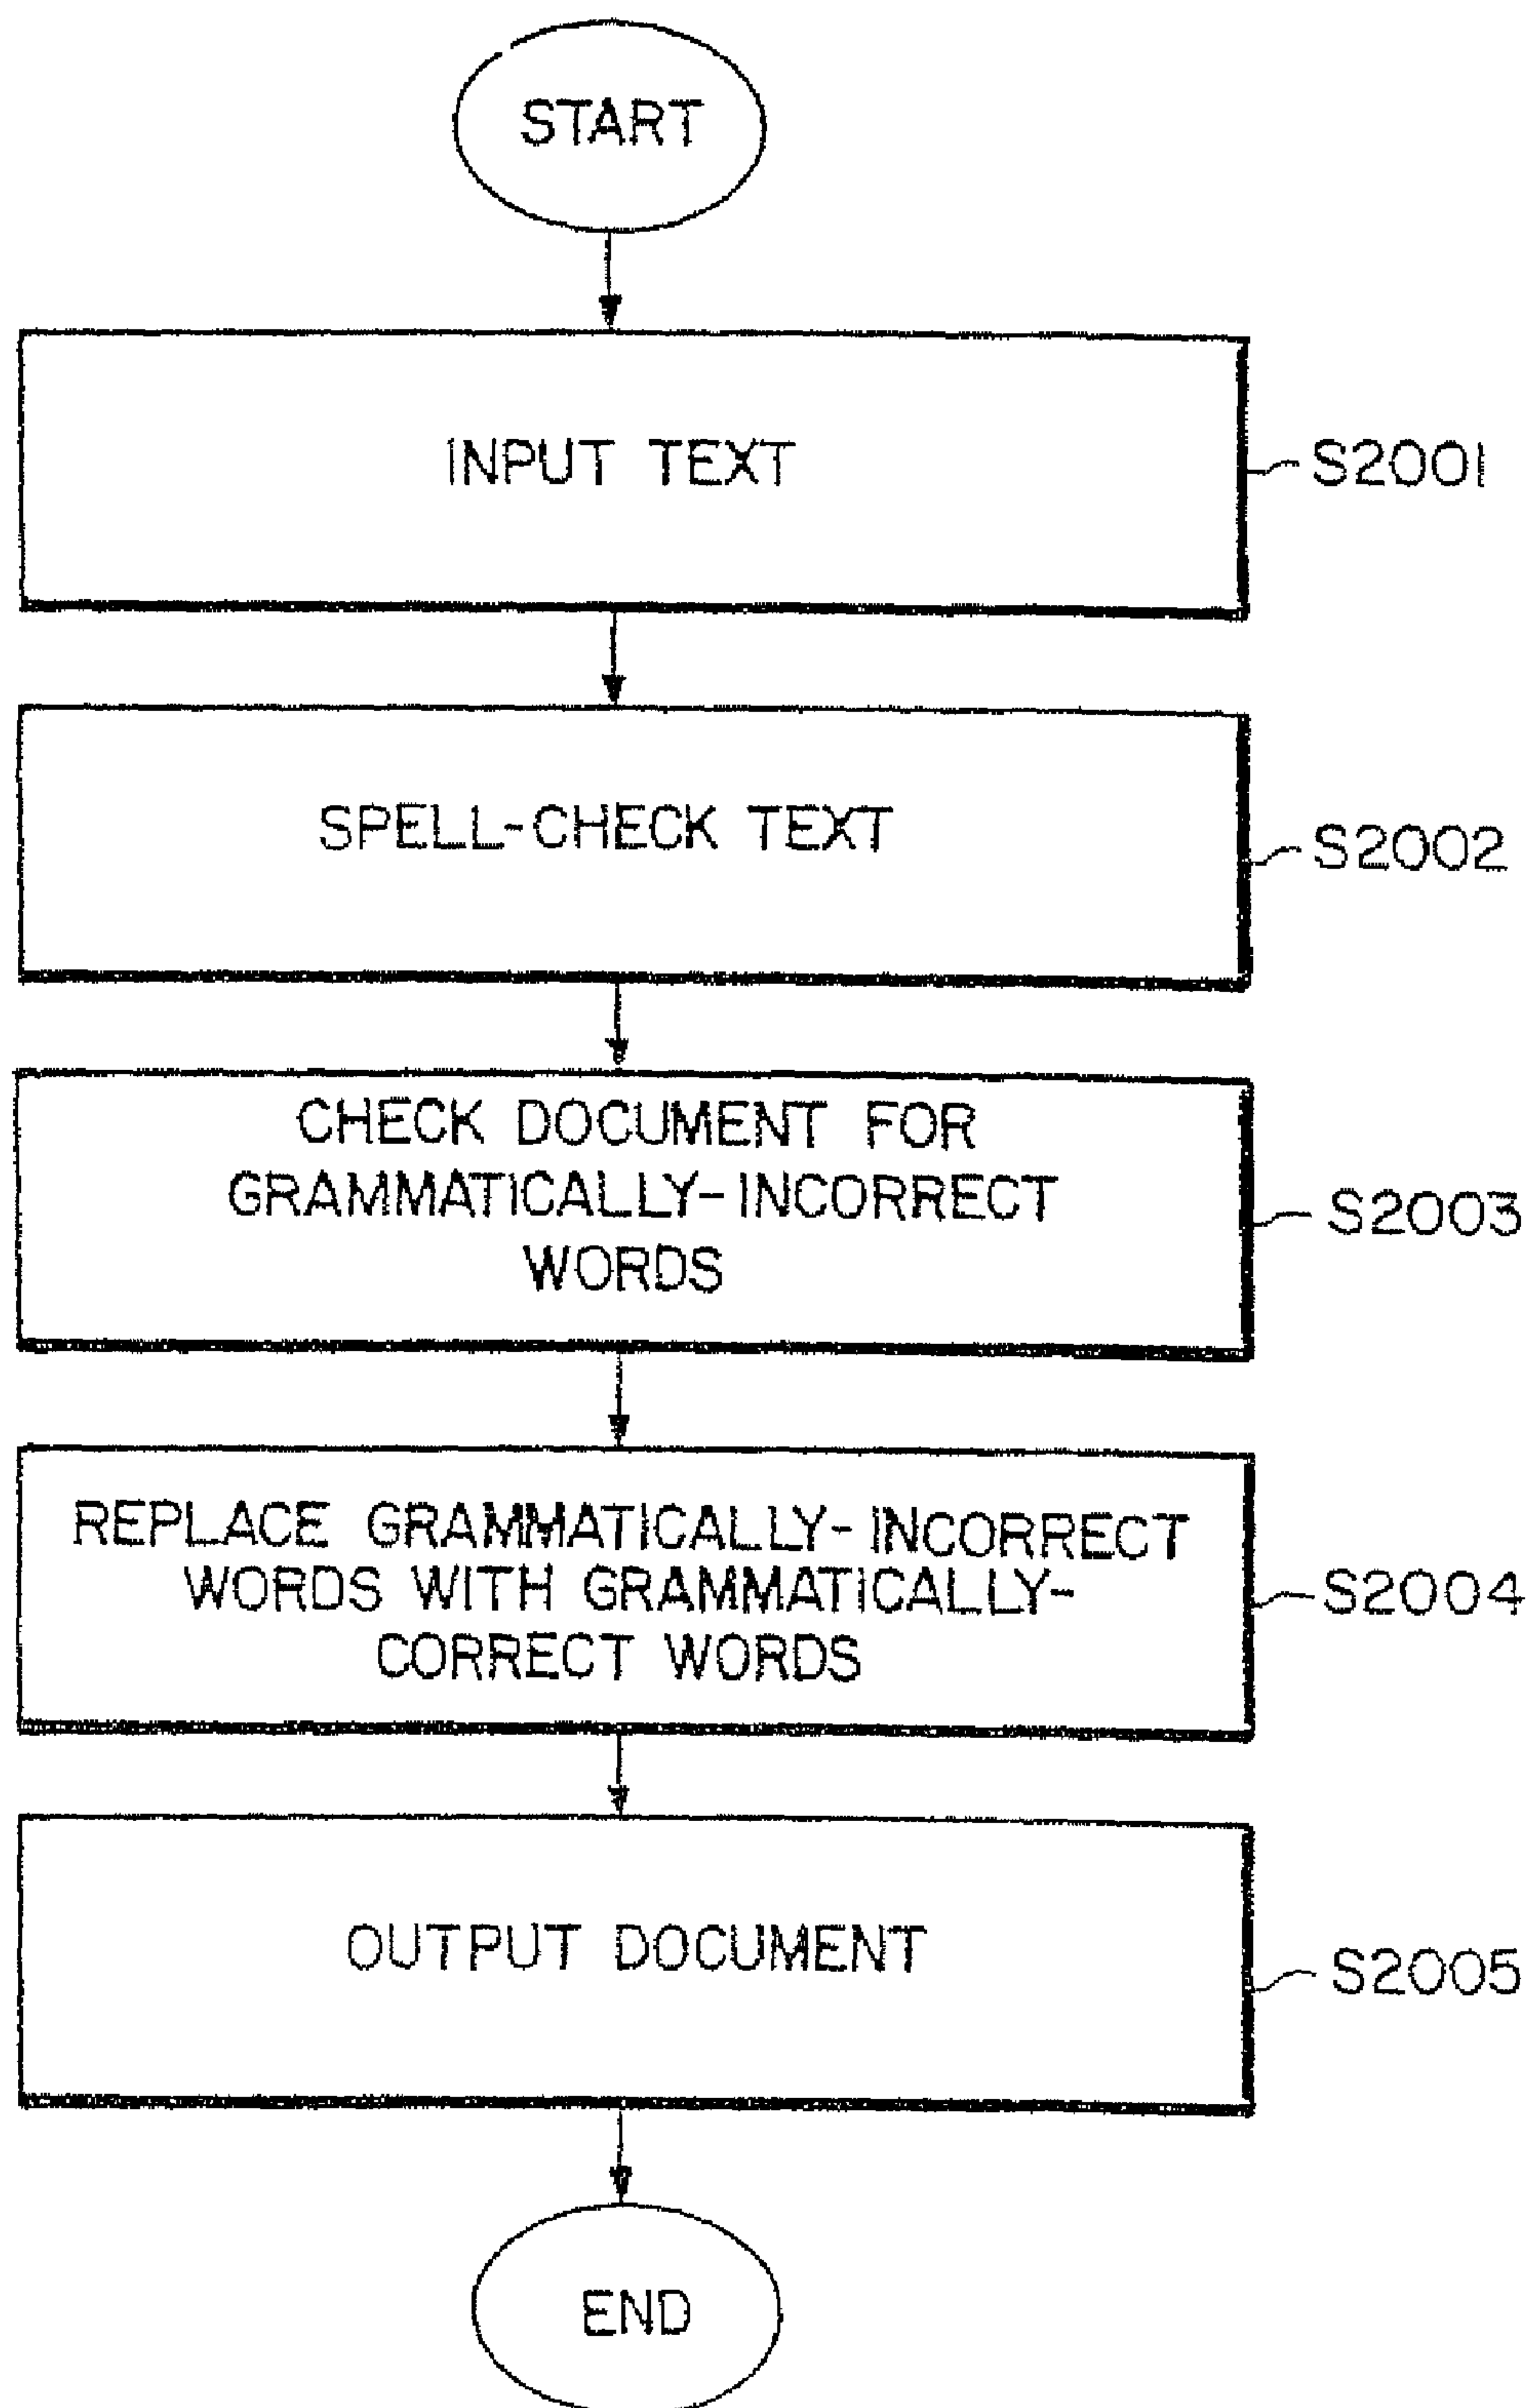 START
INPUT TEXT
S2001
SPELL-CHECK TEXT
S2002
CHECK DOCUMENT FOR
GRAMMATICALLY-INCORRECT
WORDS
S2003
REPLACE GRAMMATICALLY-INCORRECT
WORDS WITH GRAMMATICALLY-
CORRECT WORDS
S2004
OUTPUT DOCUMENT
S2005
END